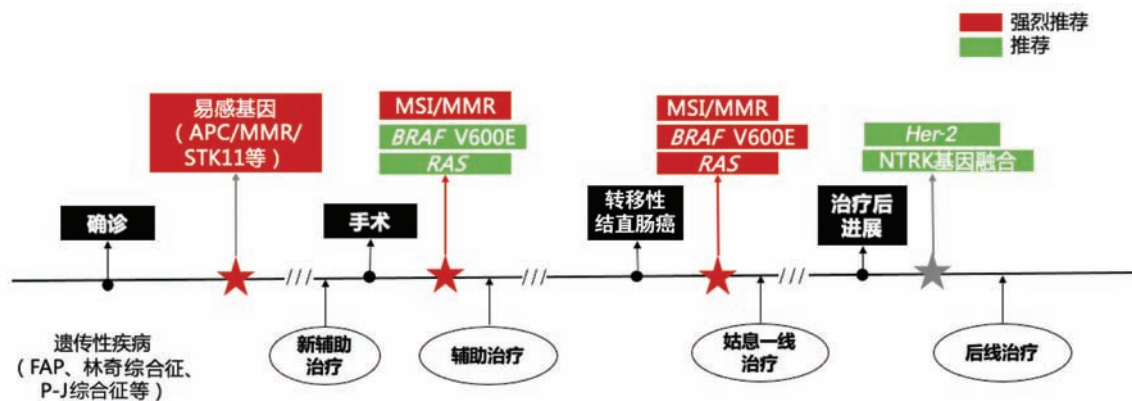 强烈推荐
推荐
易感基因
（APC/MMR/
STK11等）
MSI/MMR
BRAF V600E
RAS
MSI/MMR
BRAF V600E
RAS
Her-2
NTRK基因融合
确诊
手术
转移性
结直肠癌
治疗后
进展
遗传性疾病
（FAP、林奇综合征、
P-J综合征等）
新辅助
治疗
辅助治疗
姑息一线
治疗
后线治疗